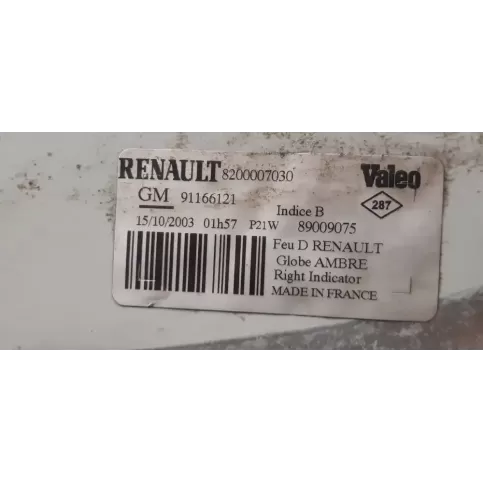 RENAULT 8200007030 Valeo
GM 91166121 Indice B 287
15/10/2003 01h57 P21W 89009075
Feu D RENAULT
Globe AMBRE
Right Indicator
MADE IN FRANCE